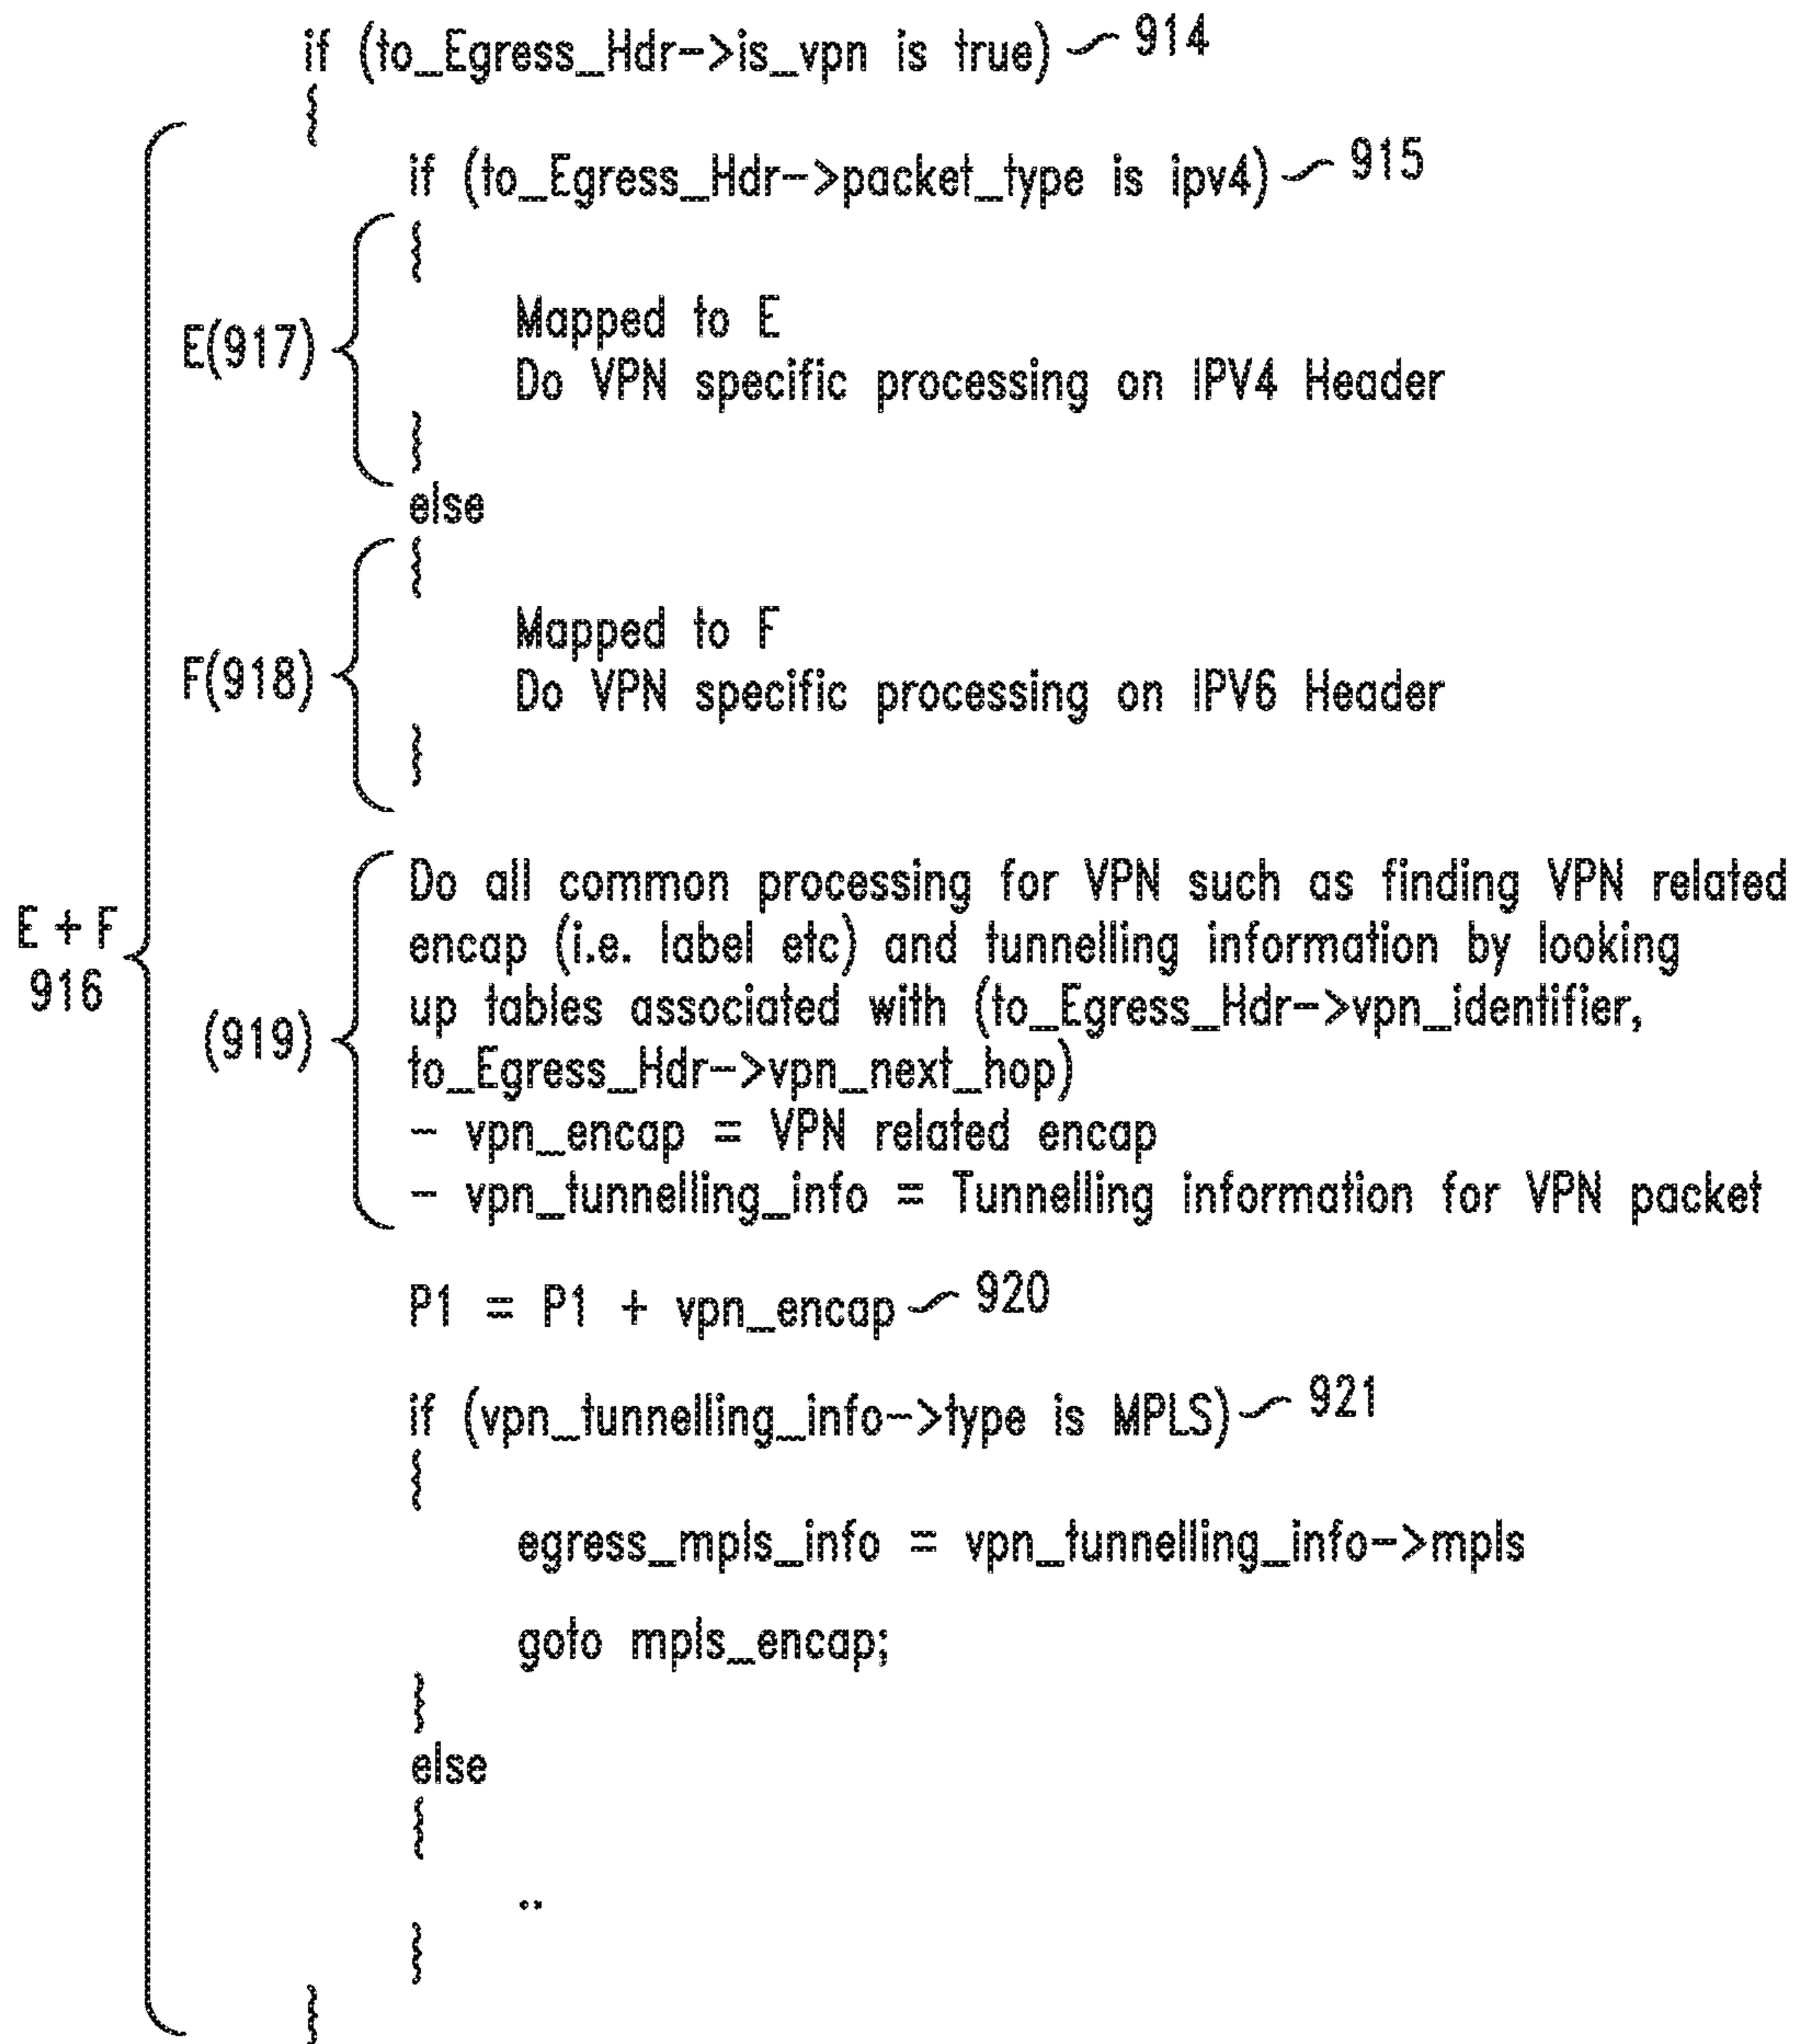 if (to_Egress_Hdr->is_vpn is true) 914
{
if (to_Egress_Hdr->packet_type is ipv4) 915
{
Mapped to E
E(917)
Do VPN specific processing on IPV4 Header
}
else
{
Mapped to F
F(918)
Do VPN specific processing on IPV6 Header
}
Do all common processing for VPN such as finding VPN related
E + F
encap (i.e. label etc) and tunnelling information by looking
916
up tables associated with (to_Egress_Hdr->vpn_identifier,
(919)
to_Egress_Hdr->vpn_next_hop)
- vpn_encap = VPN related encap
- vpn_tunnelling_info = Tunnelling information for VPN packet
P1 = P1 + vpn_encap 920
if (vpn_tunnelling_info->type is MPLS) 921
{
egress_mpls_info = vpn_tunnelling_info->mpls
goto mpls_encap;
}
else
{
..
}
}